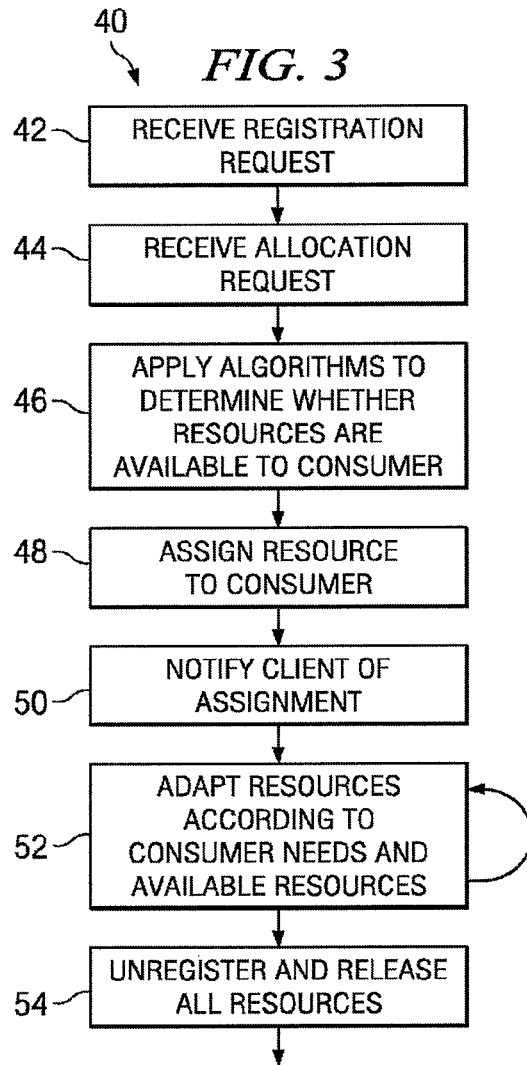 40
FIG. 3
42
RECEIVE REGISTRATION
REQUEST
44
RECEIVE ALLOCATION
REQUEST
46
APPLY ALGORITHMS TO
DETERMINE WHETHER
RESOURCES ARE
AVAILABLE TO CONSUMER
48
ASSIGN RESOURCE
TO CONSUMER
50
NOTIFY CLIENT OF
ASSIGNMENT
52
ADAPT RESOURCES
ACCORDING TO
CONSUMER NEEDS AND
AVAILABLE RESOURCES
54
UNREGISTER AND RELEASE
ALL RESOURCES